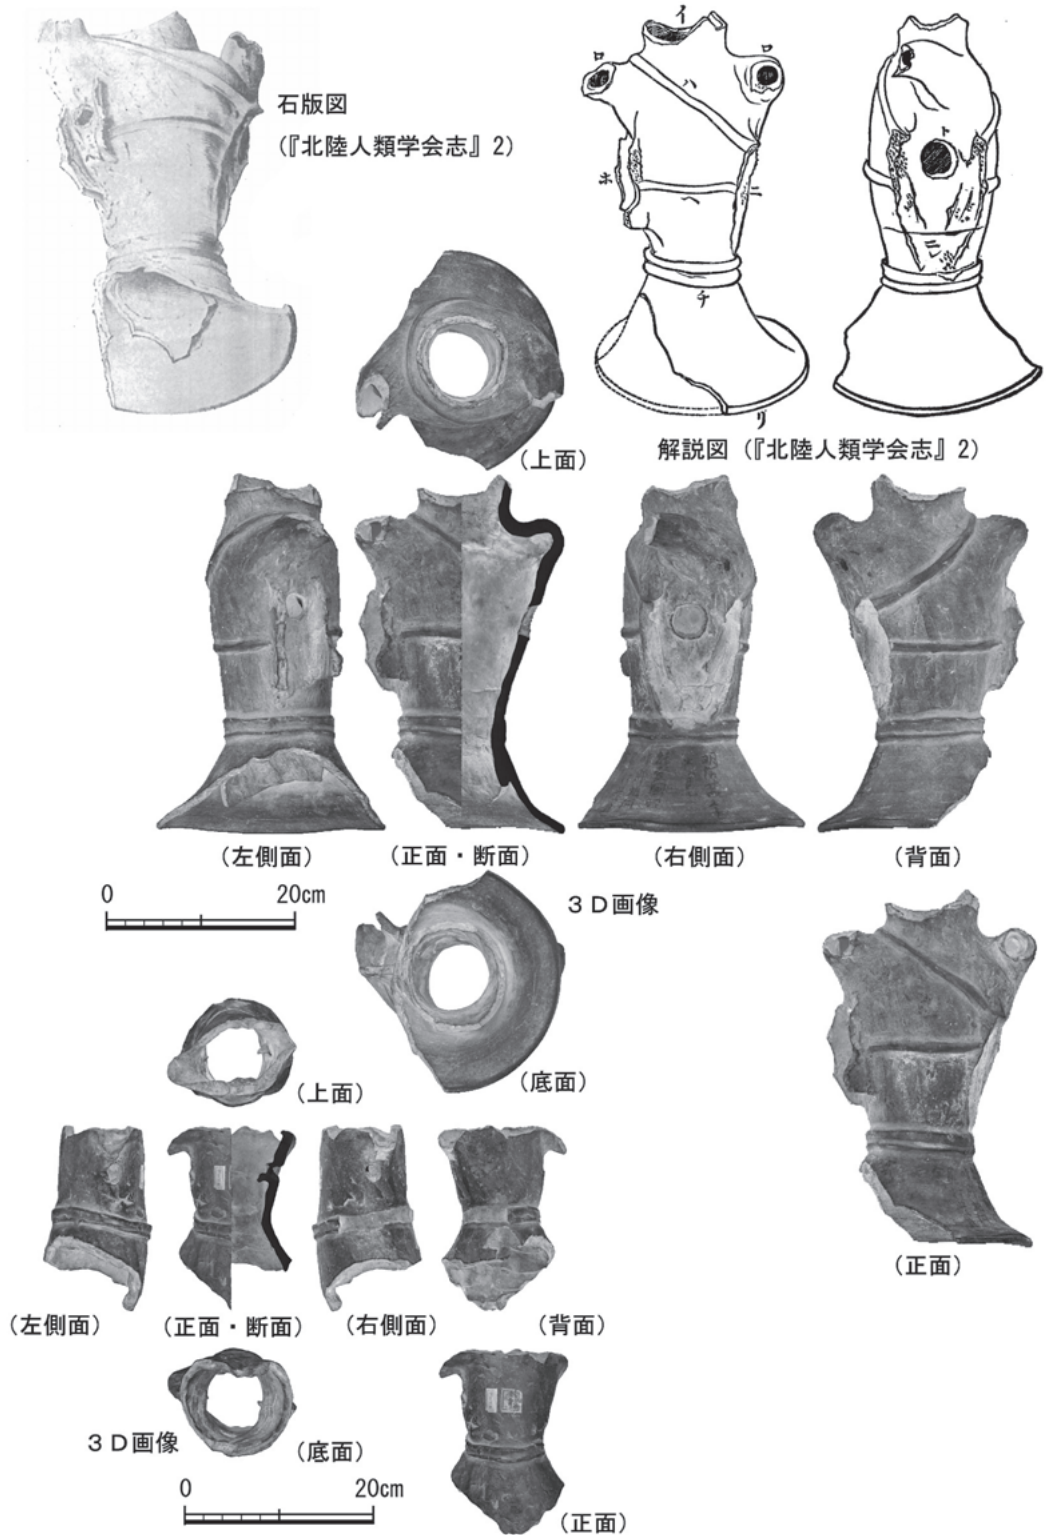 石版図
(『北陸人類学会志』2)
イ
ロ
ロ
ハ
ホ
ヘ
ニ
チ
リ
ト
解説図(『北陸人類学会志』2)
(上面)
(左側面)
(正面・断面)
(右側面)
(背面)
0 20cm
3D画像
(底面)
(正面)
(上面)
(左側面)
(正面・断面)
(右側面)
(背面)
3D画像
(底面)
(正面)
0 20cm